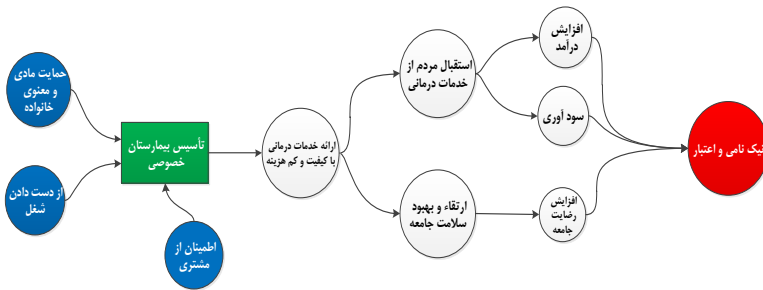 حمایت مادی
و معنوی
خانواده
از دست دادن
شغل
اطمینان از
مشتری
تأسیس بیمارستان
خصوصی
ارائه خدمات درمانی
با کیفیت و کم هزینه
استقبال مردم از
خدمات درمانی
ارتقاء و بهبود
سلامت جامعه
افزایش
درآمد
سود آوری
افزایش
رضایت
جامعه
نیک نامی و اعتبار